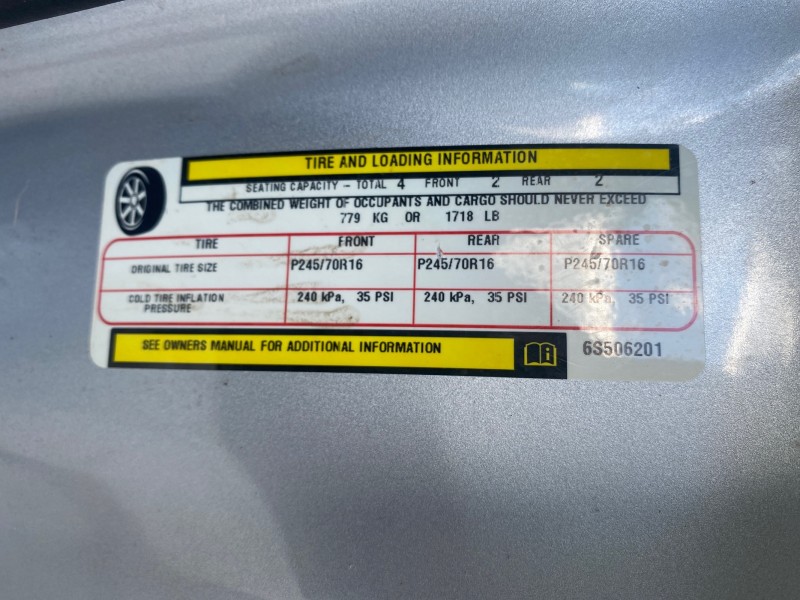 TIRE AND LOADING INFORMATION
SEATING CAPACITY – TOTAL 4 FRONT 2 REAR 2
THE COMBINED WEIGHT OF OCCUPANTS AND CARGO SHOULD NEVER EXCEED
779 KG OR 1718 LB
TIRE FRONT REAR SPARE
ORIGINAL TIRE SIZE P245/70R16 P245/70R16 P245/70R16
COLD TIRE INFLATION PRESSURE 240 kPa, 35 PSI 240 kPa, 35 PSI 240 kPa, 35 PSI
SEE OWNERS MANUAL FOR ADDITIONAL INFORMATION 6S506201